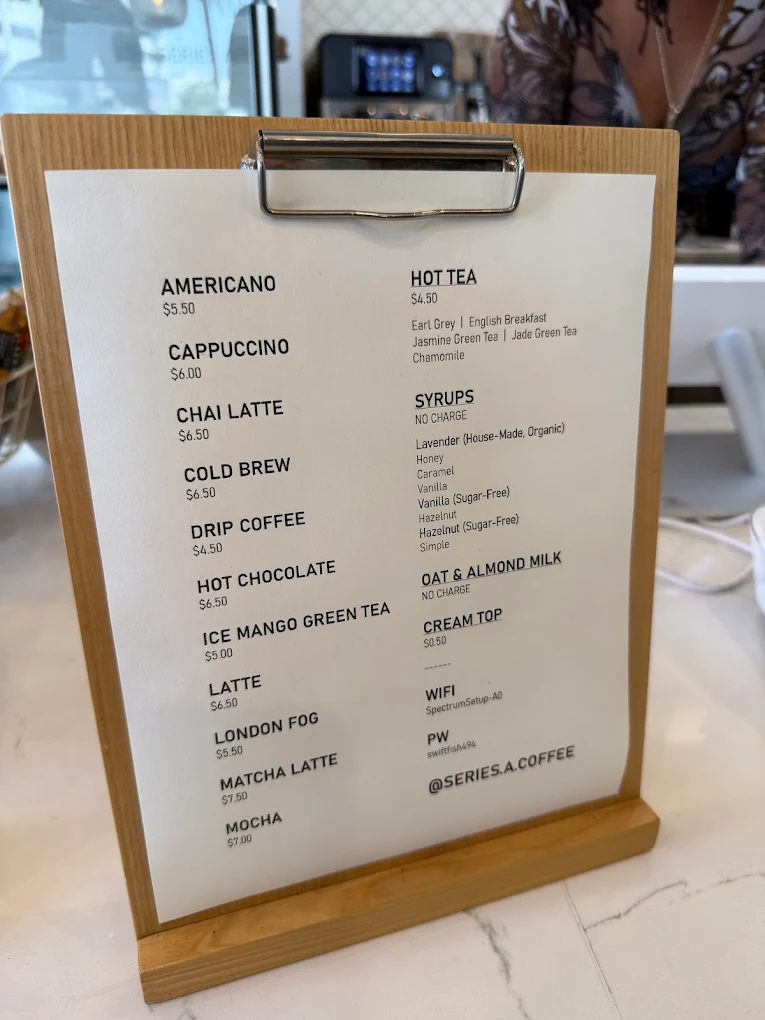 AMERICANO
$5.50
CAPPUCCINO
$6.00
CHAI LATTE
$6.50
COLD BREW
$6.50
DRIP COFFEE
$4.50
HOT CHOCOLATE
$6.50
ICE MANGO GREEN TEA
$5.00
LATTE
$6.50
LONDON FOG
$5.50
MATCHA LATTE
$7.50
MOCHA
$7.00
HOT TEA
$4.50
Earl Grey | English Breakfast
Jasmine Green Tea | Jade Green Tea
Chamomile
SYRUPS
NO CHARGE
Lavender (House-Made, Organic)
Honey
Caramel
Vanilla
Vanilla (Sugar-Free)
Hazelnut
Hazelnut (Sugar-Free)
Simple
OAT & ALMOND MILK
NO CHARGE
CREAM TOP
$0.50
------
WIFI
SpectrumSetup-A0
PW
swiftfish494
@SERIES.A.COFFEE
SERIES